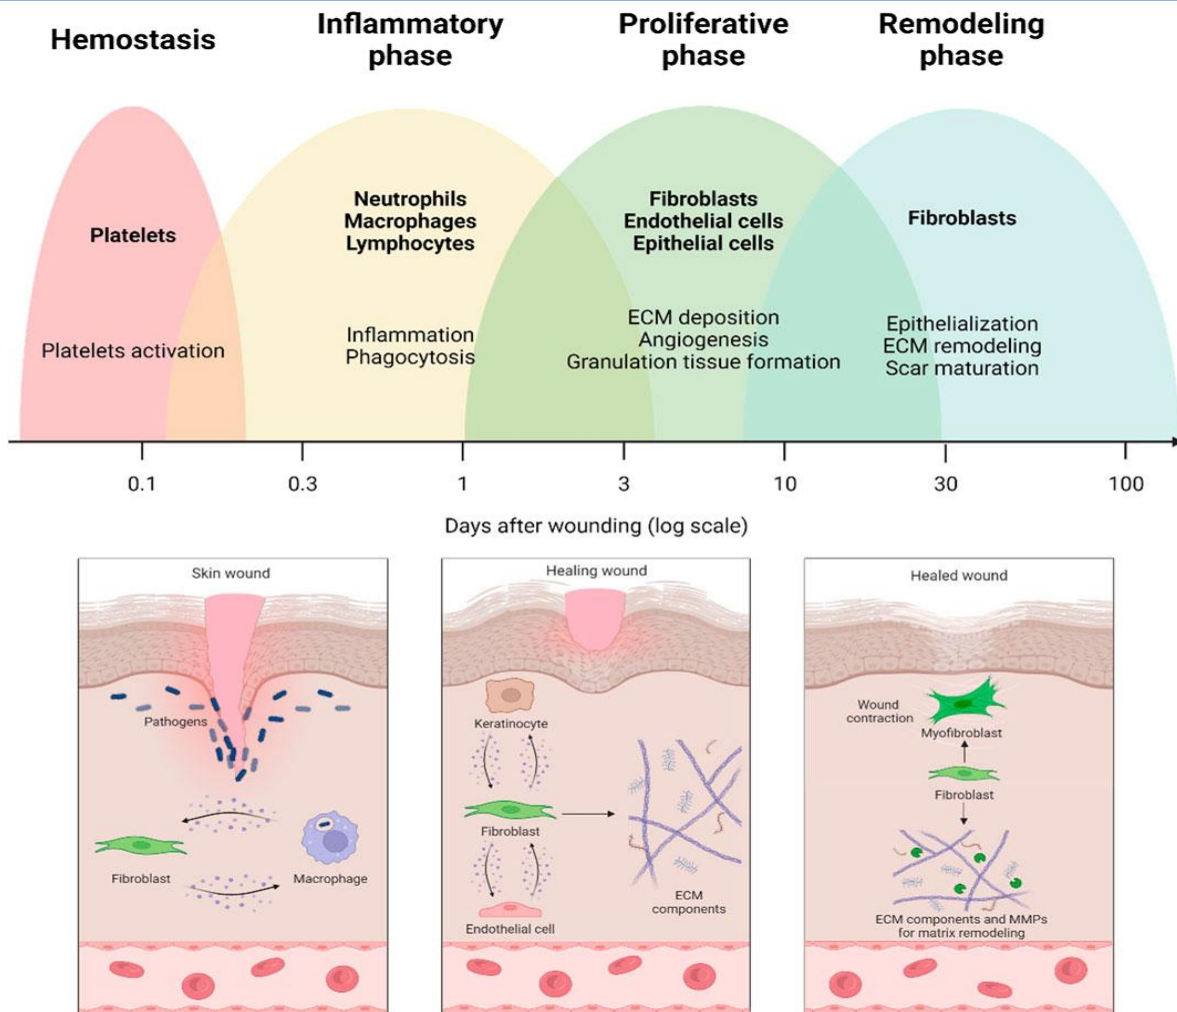 Hemostasis
Inflammatory
phase
Proliferative
phase
Remodeling
phase
Platelets
Platelets activation
Neutrophils
Macrophages
Lymphocytes
Inflammation
Phagocytosis
Fibroblasts
Endothelial cells
Epithelial cells
ECM deposition
Angiogenesis
Granulation tissue formation
Fibroblasts
Epithelialization
ECM remodeling
Scar maturation
0.1
0.3
1
3
10
30
100
Days after wounding (log scale)
Skin wound
Pathogens
Fibroblast
Macrophage
Healing wound
Keratinocyte
Fibroblast
Endothelial cell
ECM
components
Healed wound
Wound
contraction
Myofibroblast
Fibroblast
ECM components and MMPs
for matrix remodeling